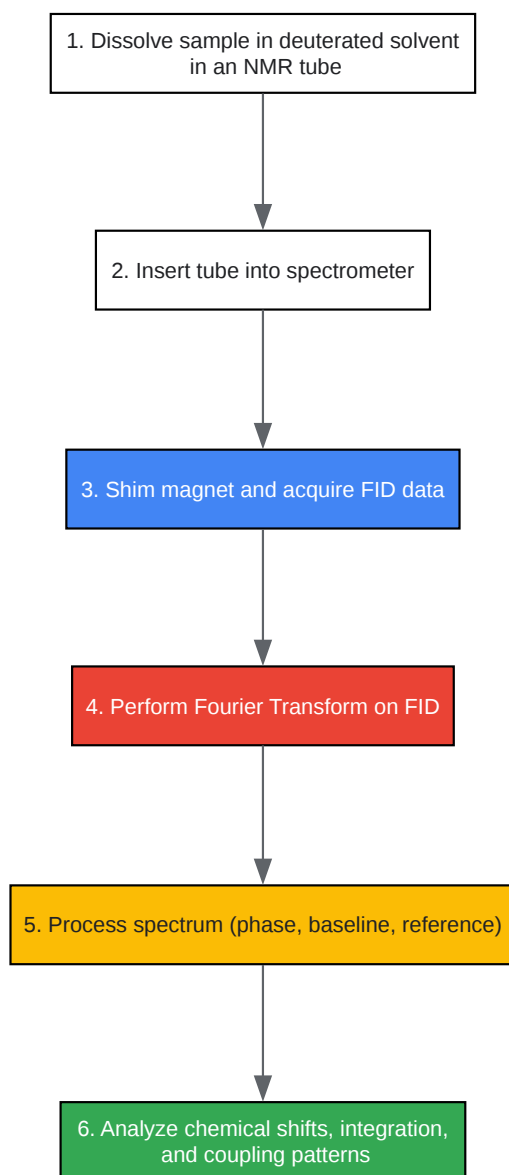 1. Dissolve sample in deuterated solvent
in an NMR tube
2. Insert tube into spectrometer
3. Shim magnet and acquire FID data
4. Perform Fourier Transform on FID
5. Process spectrum (phase, baseline, reference)
6. Analyze chemical shifts, integration,
and coupling patterns